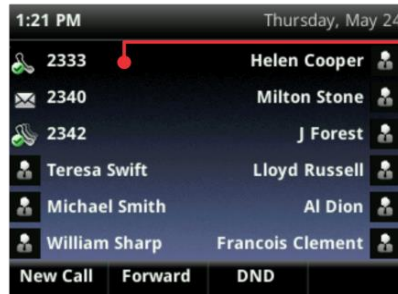 1:21 PM Thursday, May 24
2333 Helen Cooper
2340 Milton Stone
2342 J Forest
Teresa Swift Lloyd Russell
Michael Smith Al Dion
William Sharp Francois Clement
New Call Forward DND